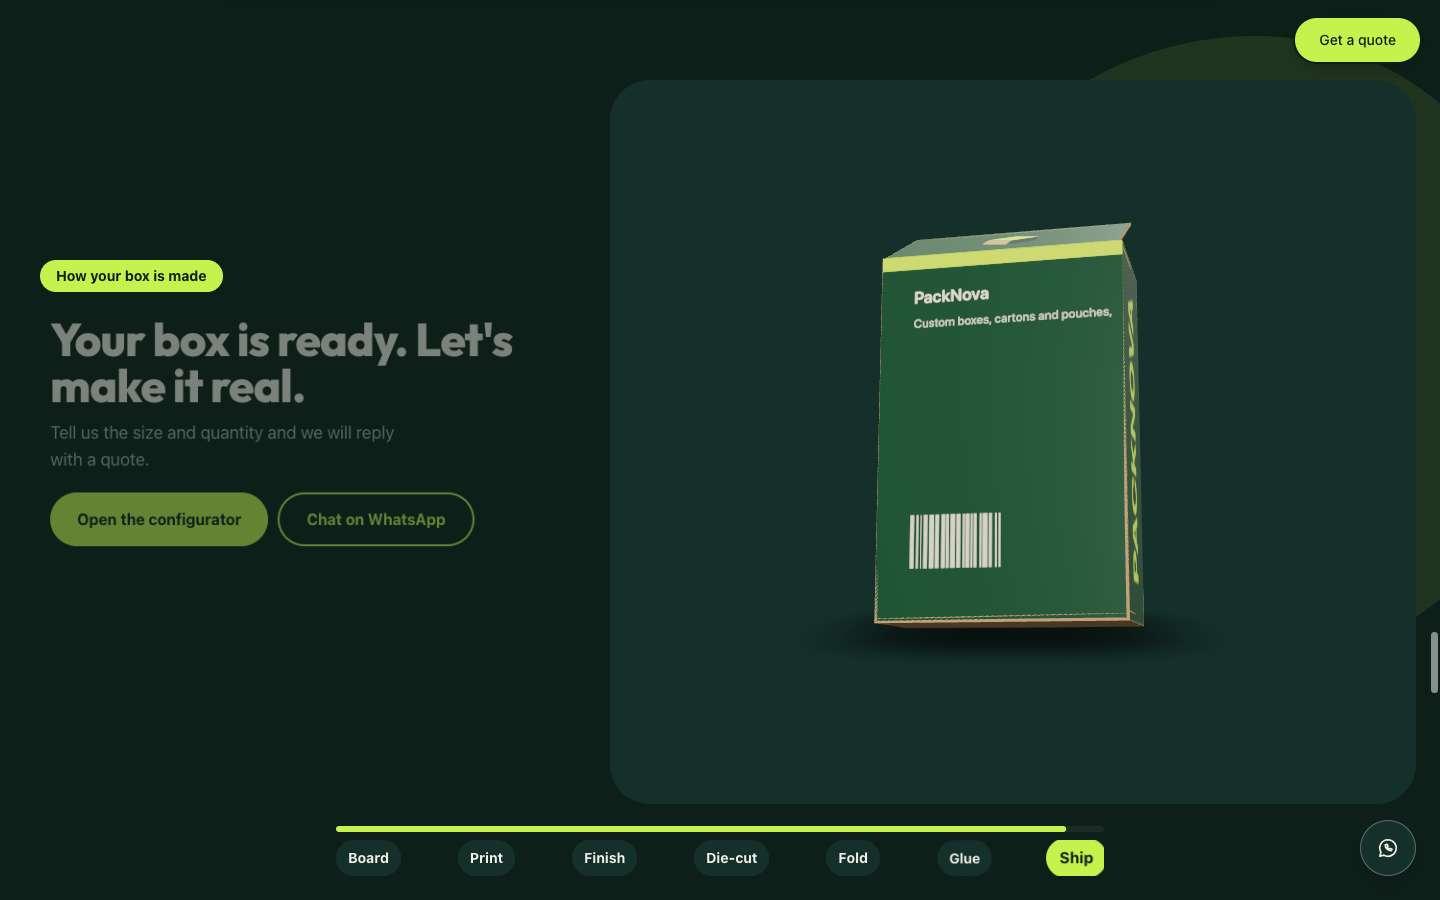 Get a quote
How your box is made
Your box is ready. Let's
make it real.
Tell us the size and quantity and we will reply
with a quote.
Open the configurator
Chat on WhatsApp
PackNova
Custom boxes, cartons and pouches,
PACKNOVA
Board
Print
Finish
Die-cut
Fold
Glue
Ship